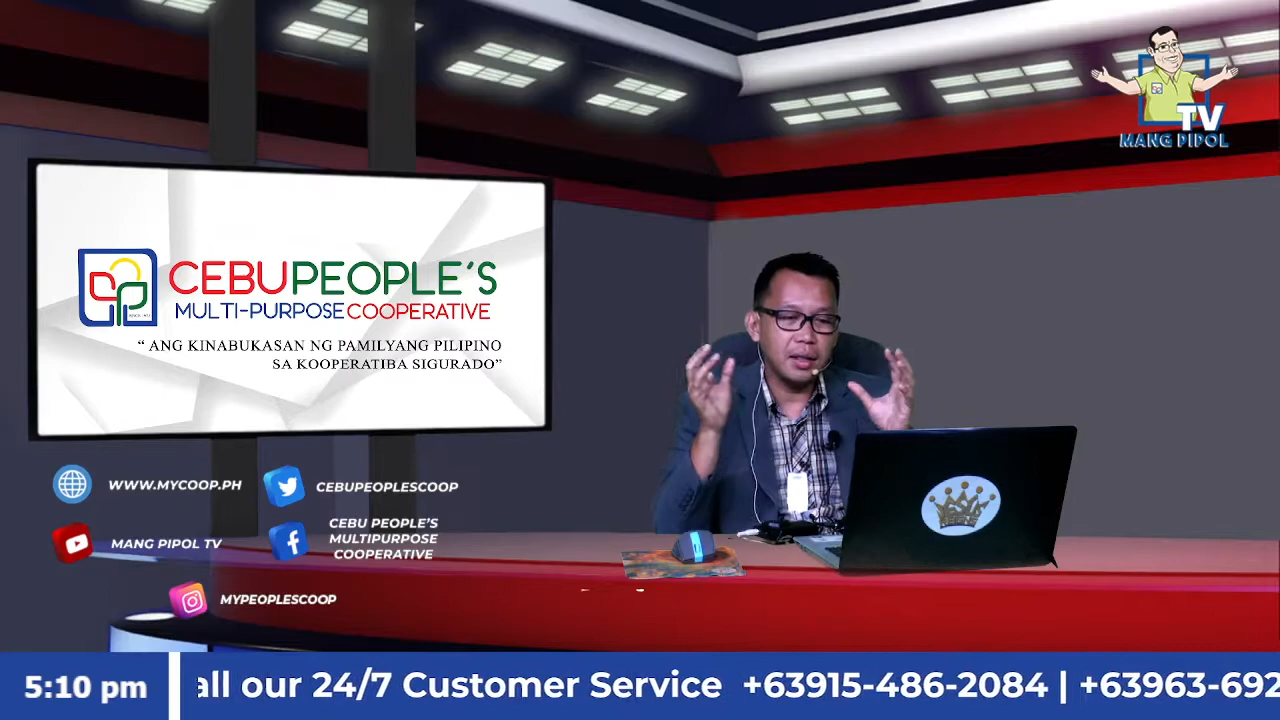 TV
MANG PIPOL
CEBUPEOPLE'S
MULTI-PURPOSE COOPERATIVE
“ ANG KINABUKASAN NG PAMILYANG PILIPINO
SA KOOPERATIBA SIGURADO”
WWW.MYCOOP.PH
CEBUPEOPLESCOOP
MANG PIPOL TV
CEBU PEOPLE'S
MULTIPURPOSE
COOPERATIVE
MYPEOPLESCOOP
5:10 pm
all our 24/7 Customer Service +63915-486-2084 | +63963-692